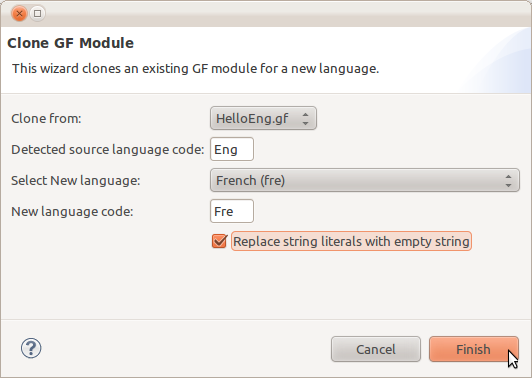 Clone GF Module
This wizard clones an existing GF module for a new language.
Clone from: HelloEng.gf
Detected source language code: Eng
Select New language: French (fre)
New language code: Fre
Replace string literals with empty string
? Cancel Finish